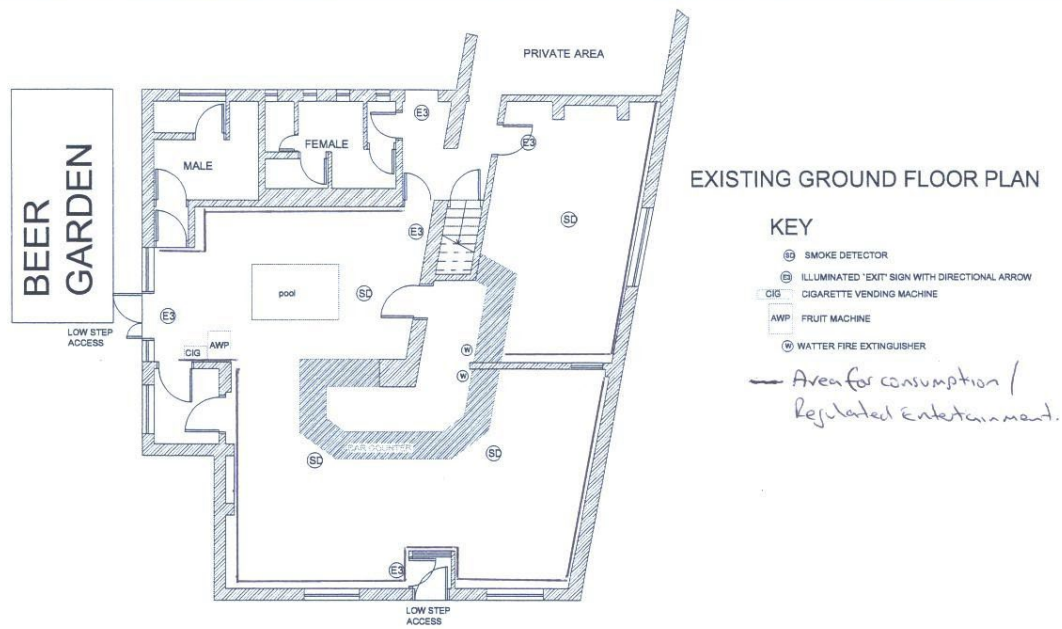 PRIVATE AREA
BEER
GARDEN
E3
MALE
FEMALE
E3
EXISTING GROUND FLOOR PLAN
KEY
SD
E3
SD SMOKE DETECTOR
E3 ILLUMINATED "EXIT" SIGN WITH DIRECTIONAL ARROW
CIG CIGARETTE VENDING MACHINE
AWP FRUIT MACHINE
W WATTER FIRE EXTINGUISHER
Area for consumption /
Regulated Entertainment.
pool
SD
E3
LOW STEP
ACCESS
CIG
AWP
W
W
BAR COUNTER
SD
SD
E3
LOW STEP
ACCESS